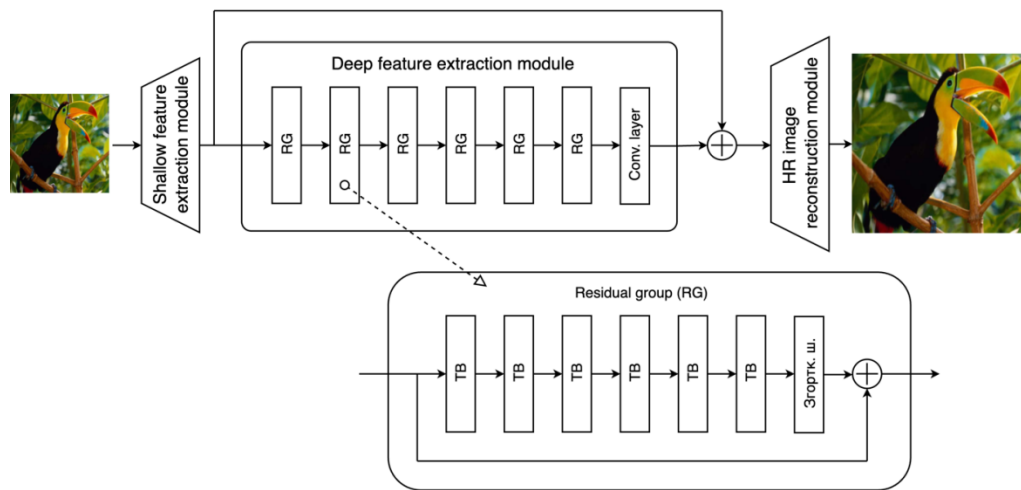 Deep feature extraction module
Shallow feature
extraction module
RG
RG
RG
RG
RG
RG
Conv. layer
HR image
reconstruction module
Residual group (RG)
TB
TB
TB
TB
TB
TB
Згортк. ш.